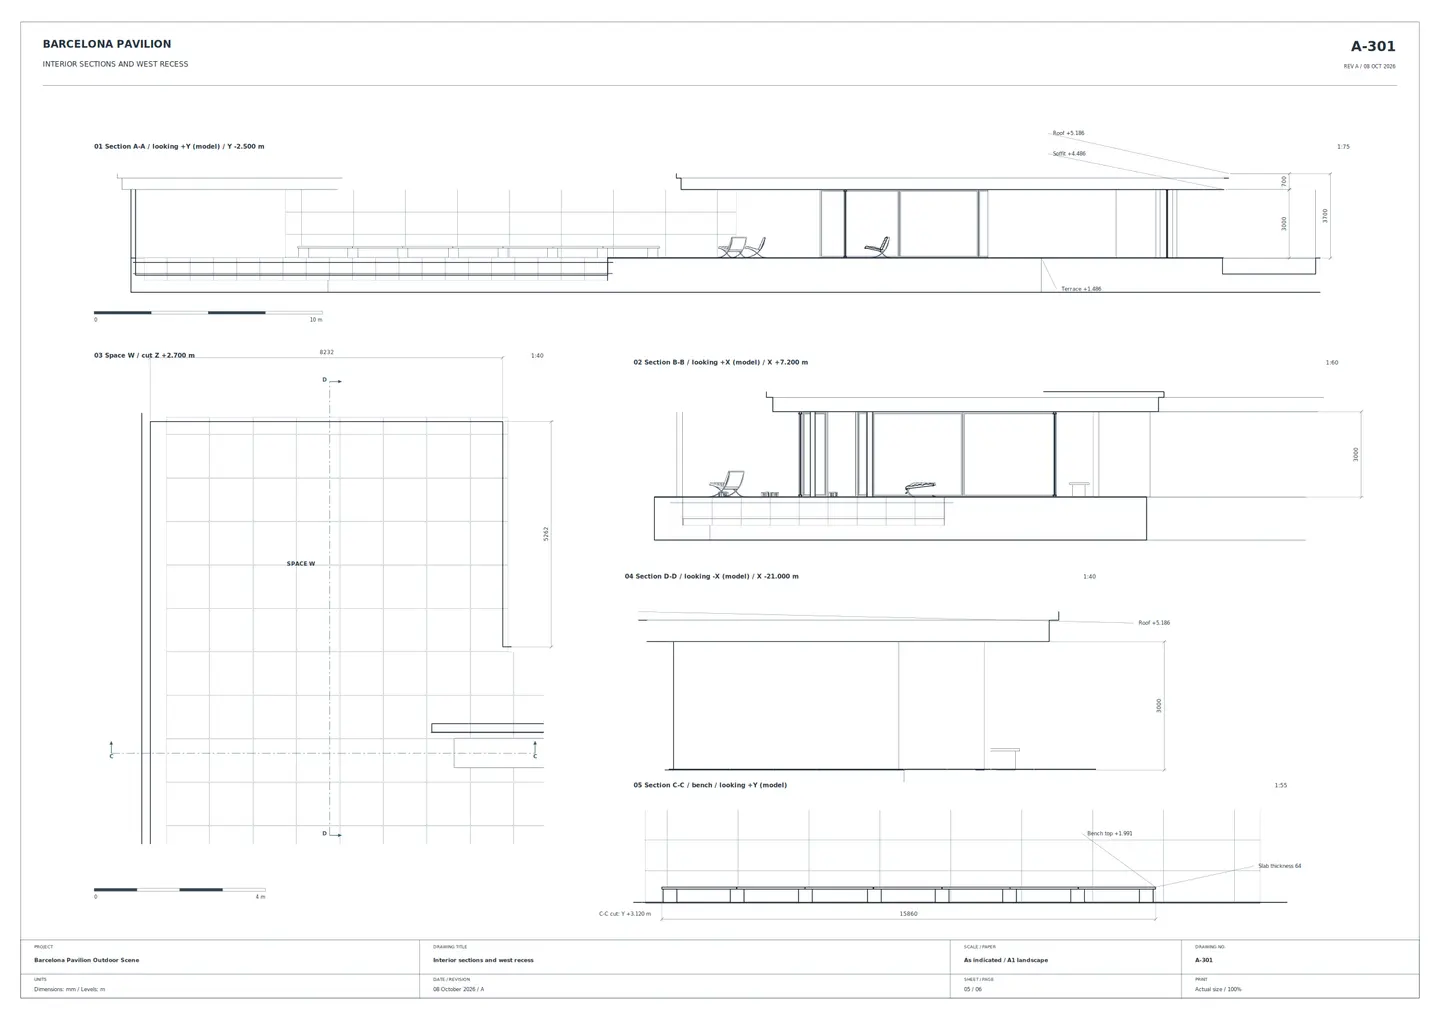 BARCELONA PAVILION
INTERIOR SECTIONS AND WEST RECESS
A-301
REV A / 08 OCT 2026
01 Section A-A / looking +Y (model) / Y -2.500 m
1:75
Roof +5.186
Soffit +4.486
700
3000
3700
Terrace +1.486
0
10 m
03 Space W / cut Z +2.700 m
8232
1:40
D
5262
SPACE W
C
C
D
0
4 m
02 Section B-B / looking +X (model) / X +7.200 m
1:60
3000
04 Section D-D / looking -X (model) / X -21.000 m
1:40
Roof +5.186
3000
05 Section C-C / bench / looking +Y (model)
1:55
Bench top +1.991
Slab thickness 64
C-C cut: Y +3.120 m
15860
PROJECT
Barcelona Pavilion Outdoor Scene
DRAWING TITLE
Interior sections and west recess
SCALE / PAPER
As indicated / A1 landscape
DRAWING NO.
A-301
UNITS
Dimensions: mm / Levels: m
DATE / REVISION
08 October 2026 / A
SHEET / PAGE
05 / 06
PRINT
Actual size / 100%